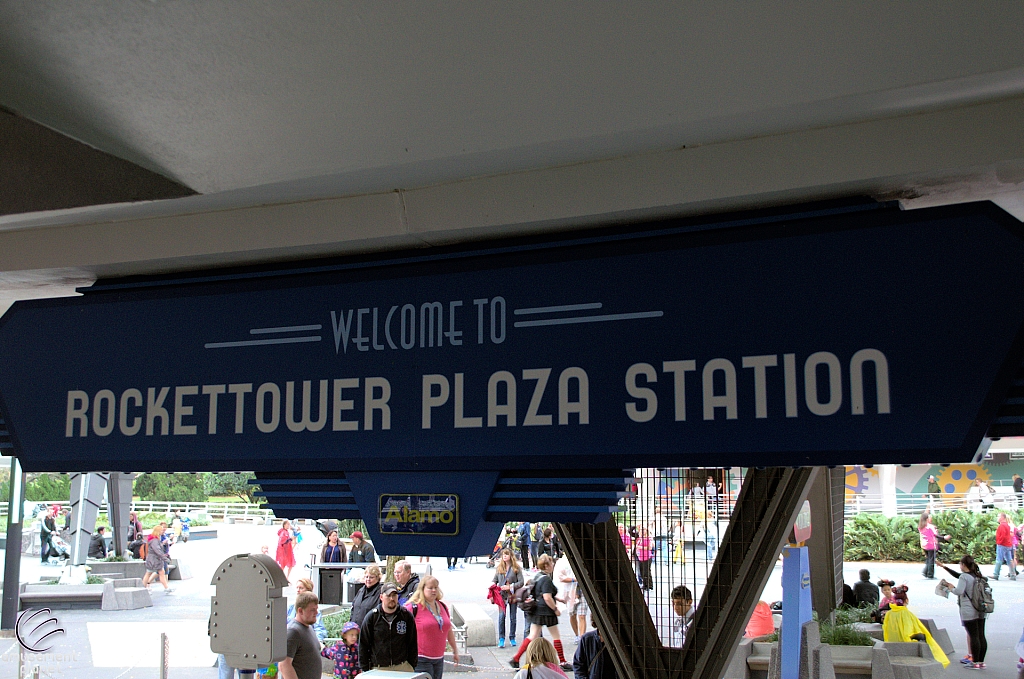 WELCOME TO
ROCKETTOWER PLAZA STATION
Alamo